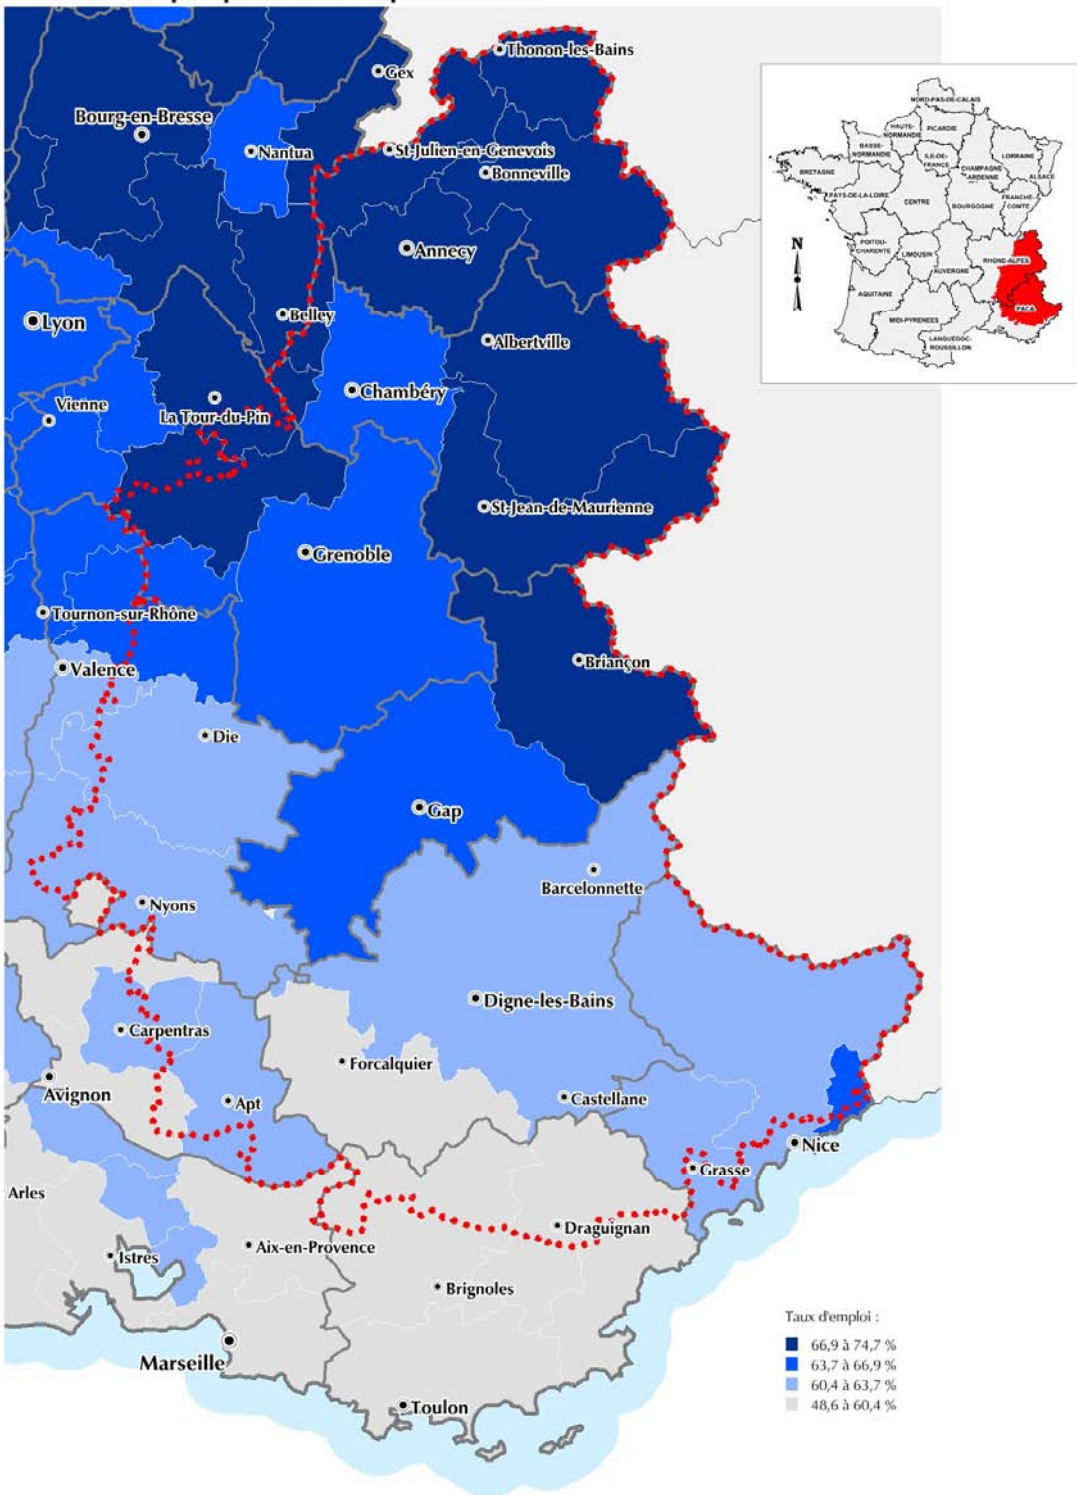 Thonon-les-Bains
Gex
Bourg-en-Bresse
Nantua
St-Julien-en-Genevois
Bonneville
Annecy
Belley
Lyon
Albertville
Chambéry
Vienne
La Tour-du-Pin
St-Jean-de-Maurienne
Grenoble
Tournon-sur-Rhône
Briançon
Valence
Die
Gap
Barcelonnette
Nyons
Digne-les-Bains
Carpentras
Forcalquier
Avignon
Apt
Castellane
Nice
Grasse
Arles
Draguignan
Istres
Aix-en-Provence
Brignoles
Marseille
Toulon
NORD-PAS-DE-CALAIS
HAUTE-
NORMANDIE
PICARDIE
BASSE-
NORMANDIE
ILE-DE-
FRANCE
CHAMPAGNE
ARDENNE
LORRAINE
ALSACE
BRETAGNE
PAYS-DE-LA-LOIRE
CENTRE
BOURGOGNE
FRANCHE-
COMTE
POITOU-
CHARENTE
LIMOUSIN
AUVERGNE
RHONE-ALPES
AQUITAINE
MIDI-PYRENEES
LANGUEDOC-
ROUSSILLON
PACA
N
Taux d'emploi :
66,9 à 74,7 %
63,7 à 66,9 %
60,4 à 63,7 %
48,6 à 60,4 %